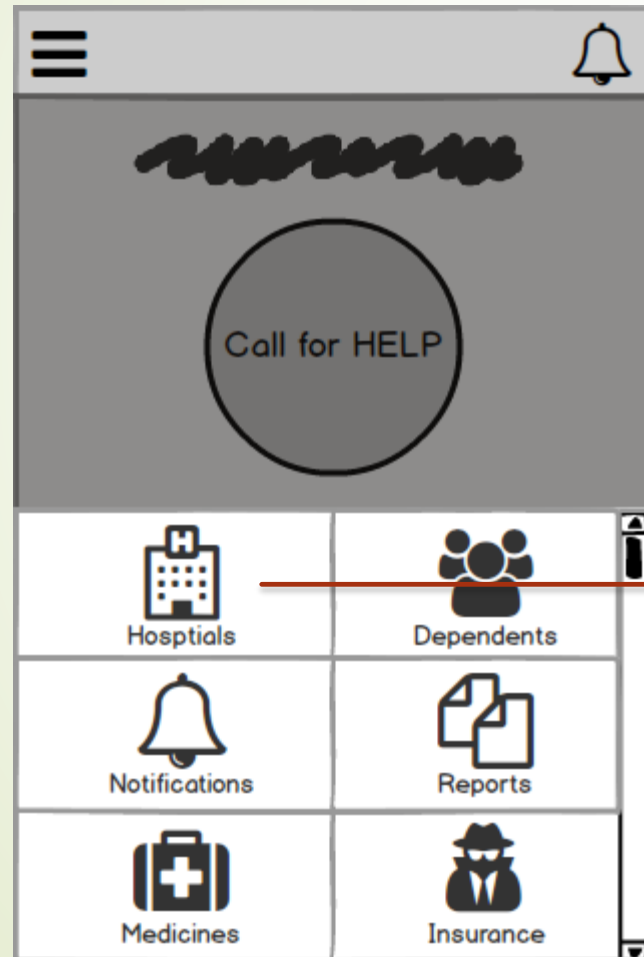 Call for HELP
Hosptials Dependents
Notifications Reports
Medicines Insurance